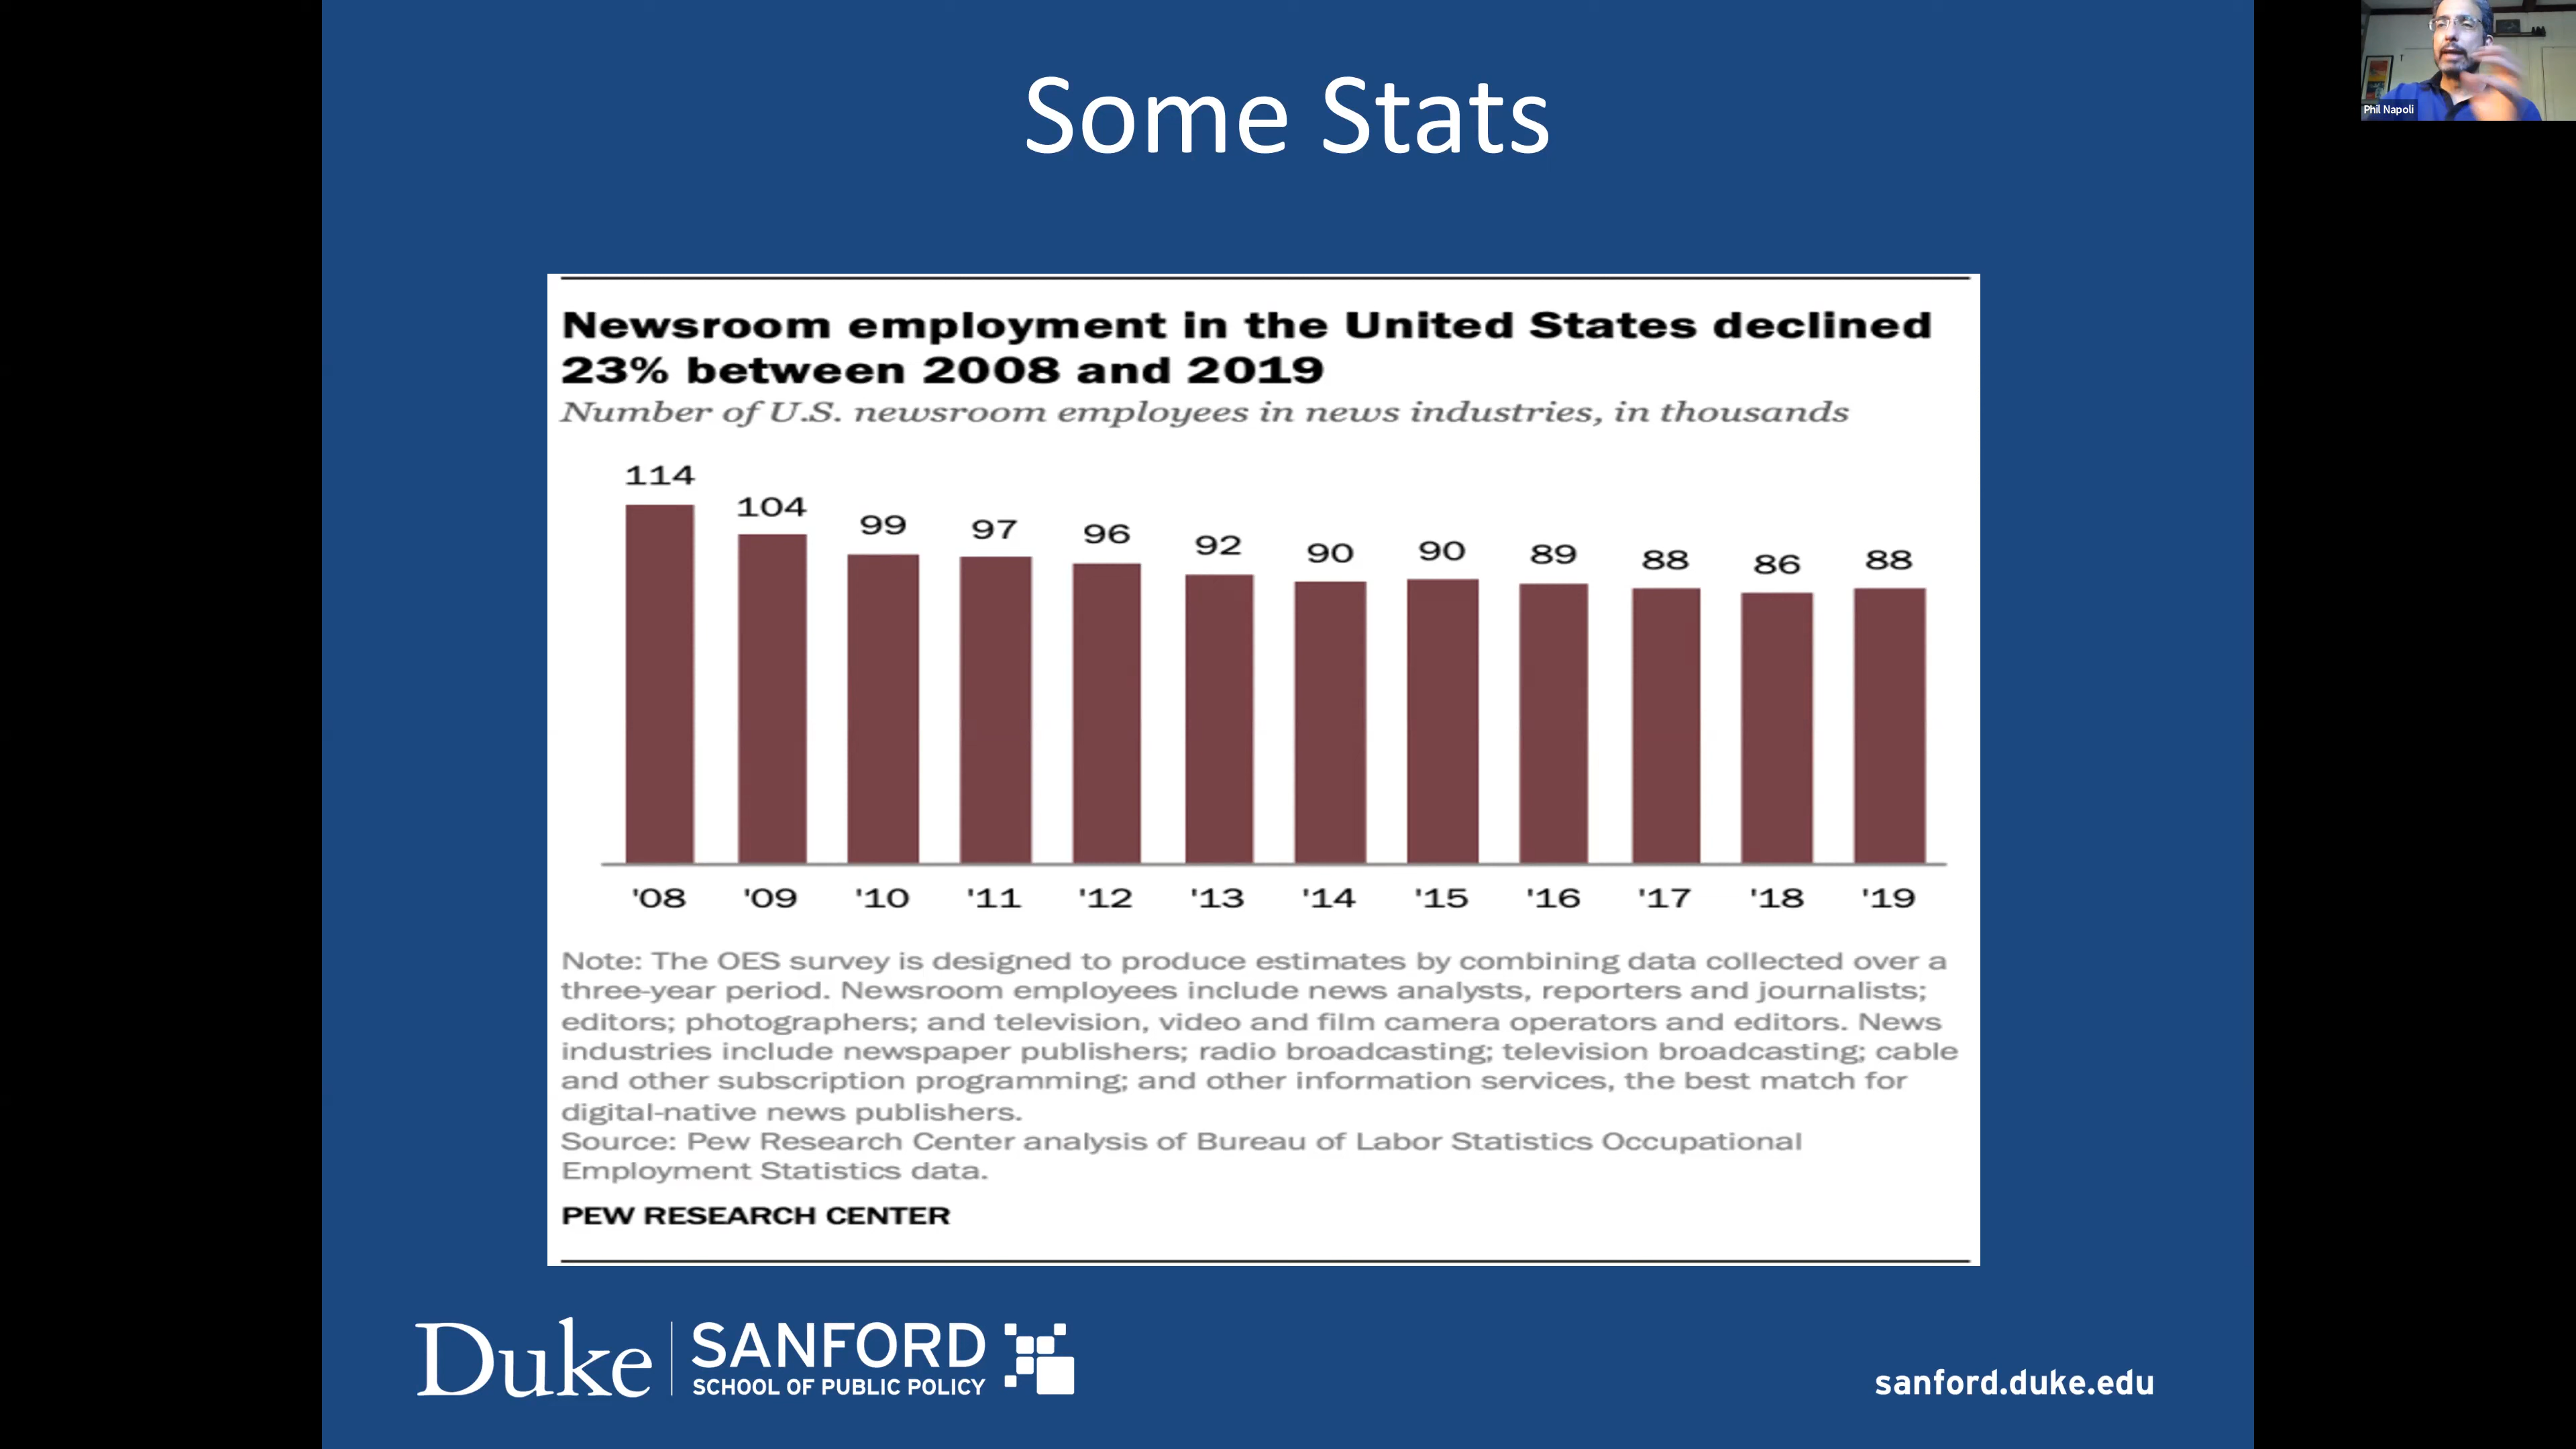 Some Stats
Phil Napoli
Newsroom employment in the United States declined
23% between 2008 and 2019
Number of U.S. newsroom employees in news industries, in thousands
114 104 99 97 96 92 90 90 89 88 86 88
'08 '09 '10 '11 '12 '13 '14 '15 '16 '17 '18 '19
Note: The OES survey is designed to produce estimates by combining data collected over a
three-year period. Newsroom employees include news analysts, reporters and journalists;
editors; photographers; and television, video and film camera operators and editors. News
industries include newspaper publishers; radio broadcasting; television broadcasting; cable
and other subscription programming; and other information services, the best match for
digital-native news publishers.
Source: Pew Research Center analysis of Bureau of Labor Statistics Occupational
Employment Statistics data.
PEW RESEARCH CENTER
Duke SANFORD
SCHOOL OF PUBLIC POLICY
sanford.duke.edu